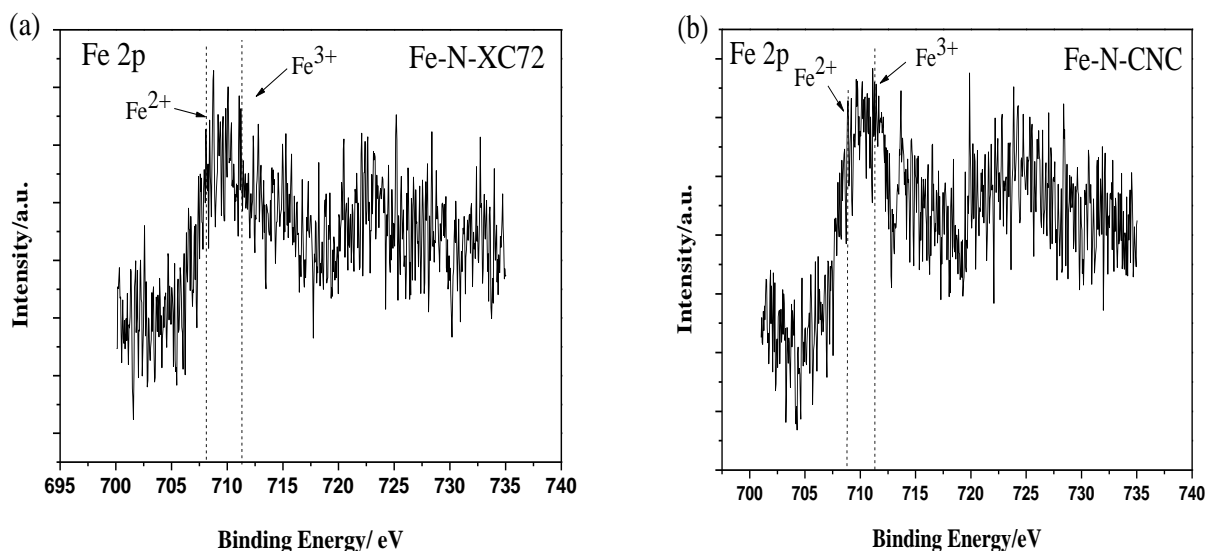 (a)
Fe 2p
Fe-N-XC72
Fe³⁺
Fe²⁺
Intensity/a.u.
695 700 705 710 715 720 725 730 735 740
Binding Energy/ eV
(b)
Fe 2p
Fe-N-CNC
Fe³⁺
Fe²⁺
Intensity/a.u.
700 705 710 715 720 725 730 735 740
Binding Energy/eV